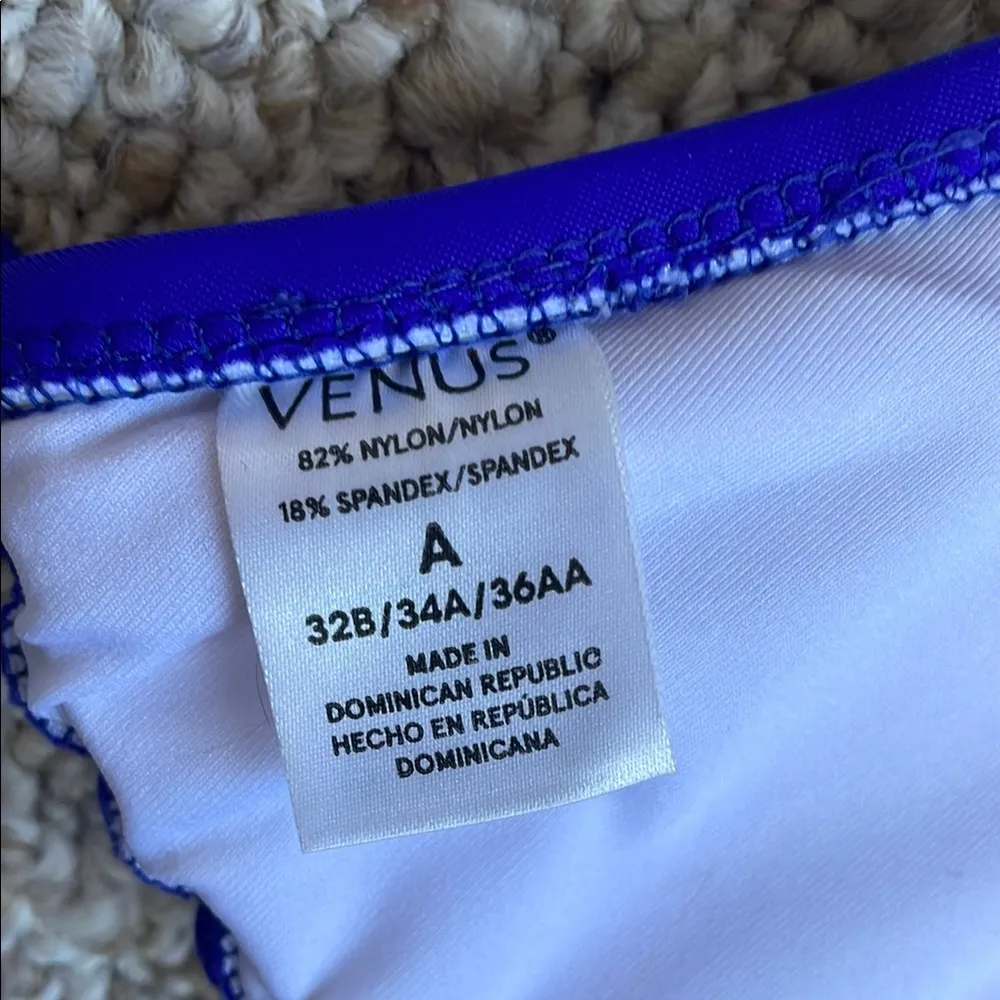 VENUS®
82% NYLON/NYLON
18% SPANDEX/SPANDEX
A
32B/34A/36AA
MADE IN
DOMINICAN REPUBLIC
HECHO EN REPÚBLICA
DOMINICANA